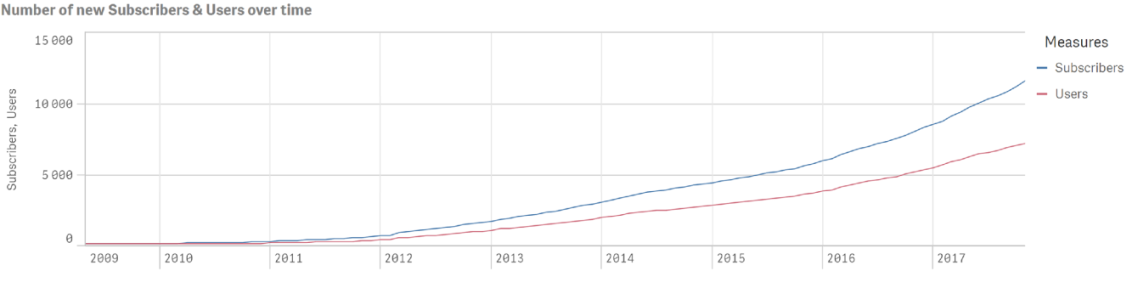 Number of new Subscribers & Users over time
15 000
10 000
5 000
0
Subscribers, Users
2009 2010 2011 2012 2013 2014 2015 2016 2017
Measures
Subscribers
Users